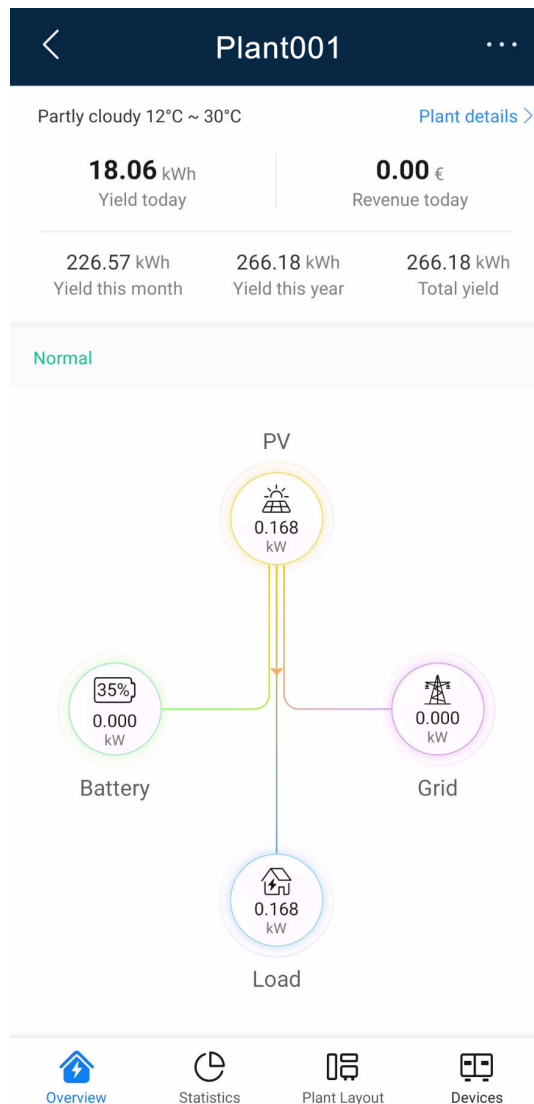 Plant001
Partly cloudy 12°C ~ 30°C
Plant details
18.06 kWh
Yield today
0.00 €
Revenue today
226.57 kWh
Yield this month
266.18 kWh
Yield this year
266.18 kWh
Total yield
Normal
PV
0.168
kW
35%
0.000
kW
Battery
0.000
kW
Grid
0.168
kW
Load
Overview
Statistics
Plant Layout
Devices